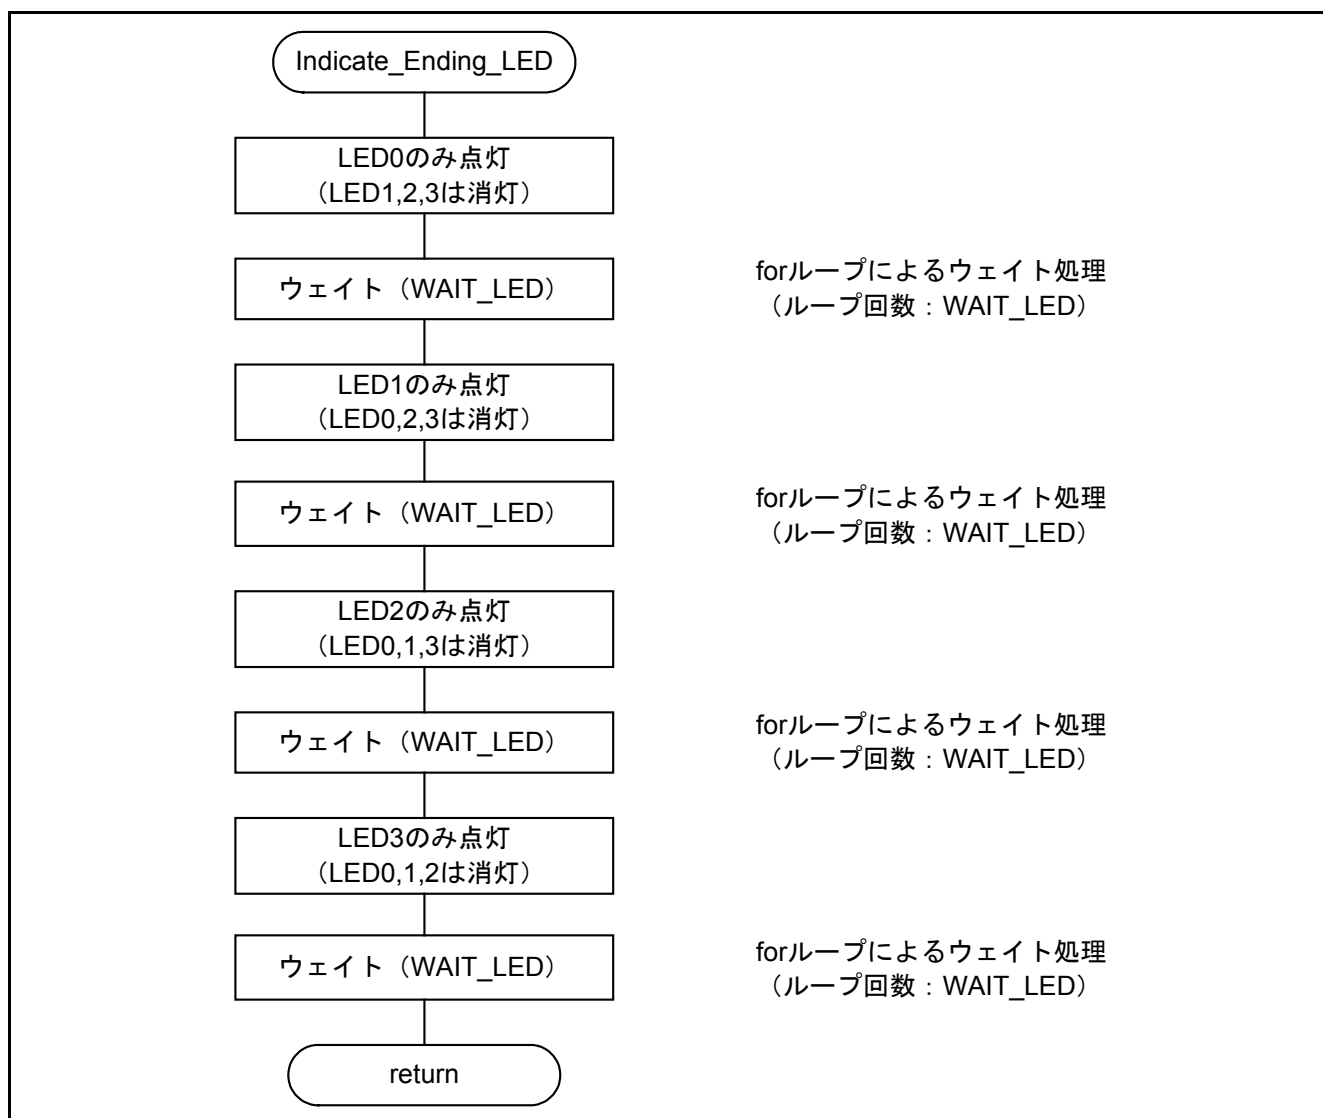 Indicate_Ending_LED
LED0のみ点灯
（LED1,2,3は消灯）
ウェイト（WAIT_LED）
forループによるウェイト処理
（ループ回数：WAIT_LED）
LED1のみ点灯
（LED0,2,3は消灯）
ウェイト（WAIT_LED）
forループによるウェイト処理
（ループ回数：WAIT_LED）
LED2のみ点灯
（LED0,1,3は消灯）
ウェイト（WAIT_LED）
forループによるウェイト処理
（ループ回数：WAIT_LED）
LED3のみ点灯
（LED0,1,2は消灯）
ウェイト（WAIT_LED）
forループによるウェイト処理
（ループ回数：WAIT_LED）
return